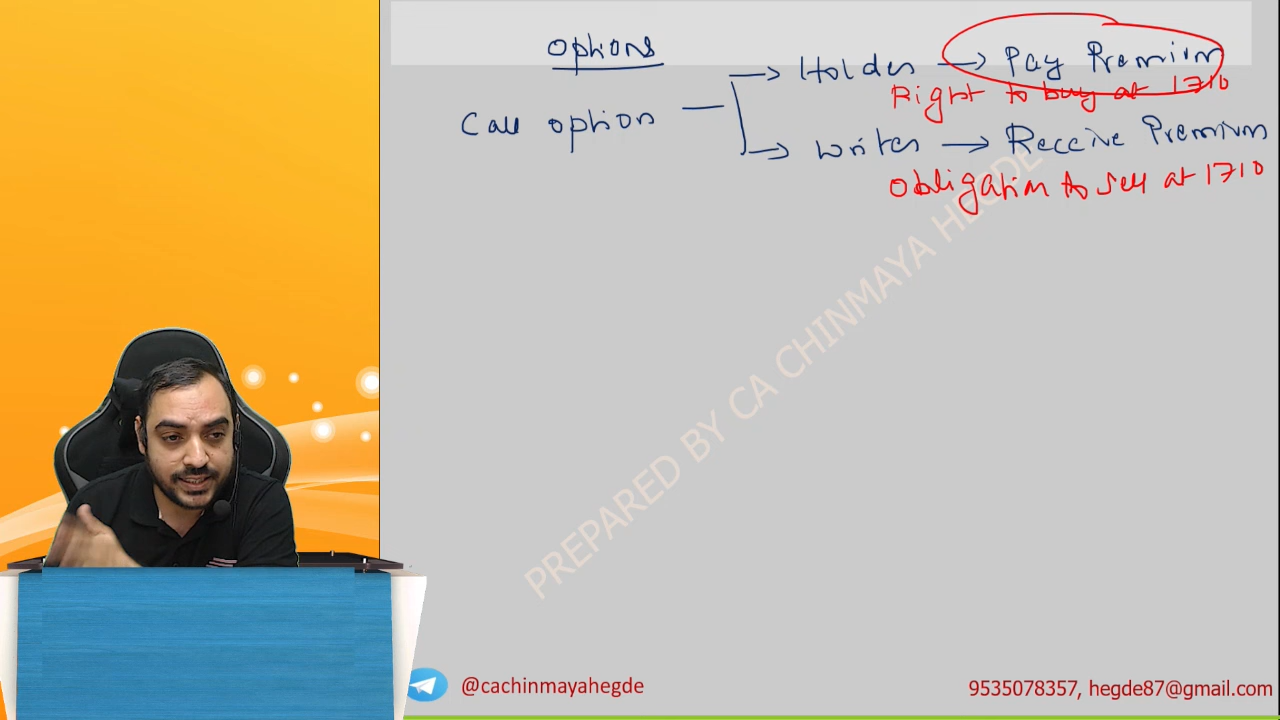 options
Call option → Holder → Pay Premium
Right to buy at 1710
→ Writer → Receive Premium
Obligation to sell at 1710
PREPARED BY CA CHINMAYA HEGDE
@cachinmayahegde
9535078357, hegde87@gmail.com